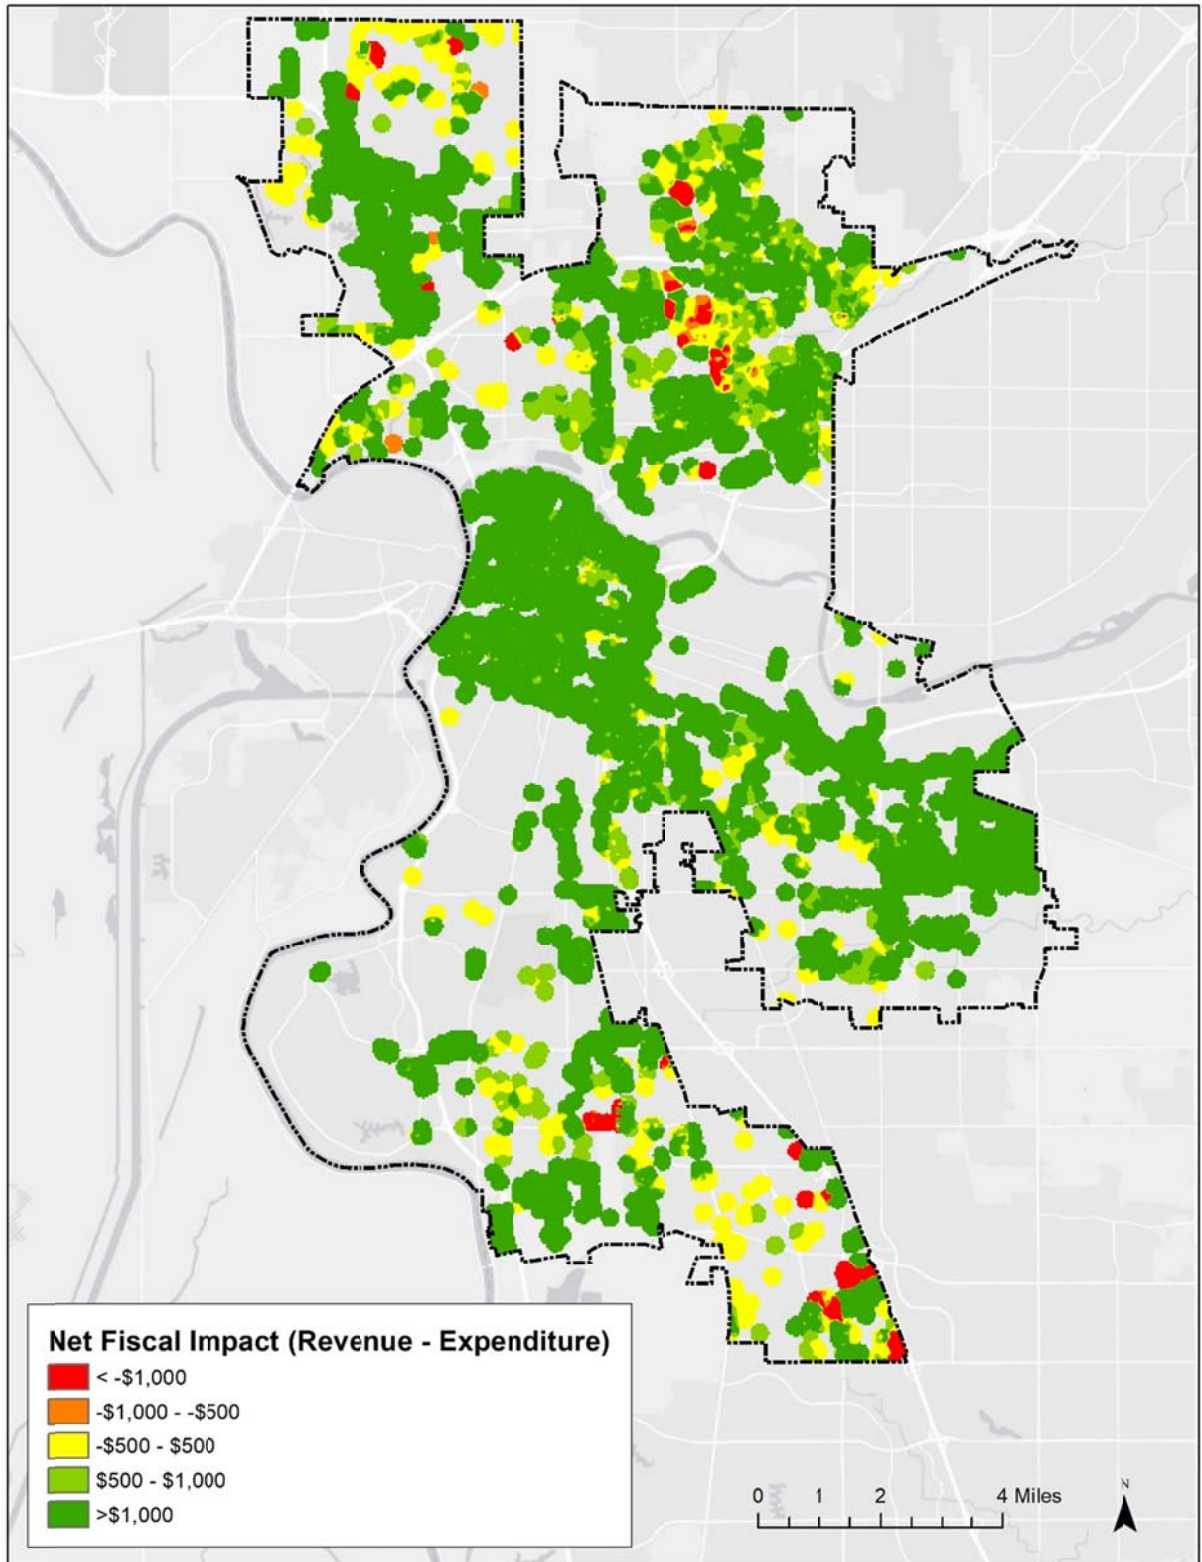 Net Fiscal Impact (Revenue - Expenditure)
< -$1,000
-$1,000 - -$500
-$500 - $500
$500 - $1,000
>$1,000
0 1 2 4 Miles
N